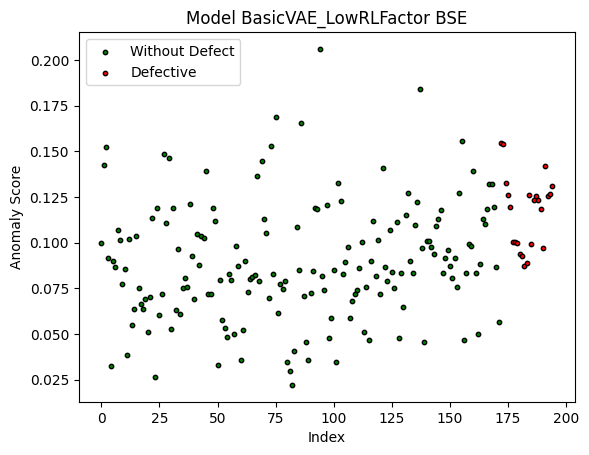 Model BasicVAE_LowRLFactor BSE
Without Defect
Defective
Anomaly Score
0.200
0.175
0.150
0.125
0.100
0.075
0.050
0.025
0 25 50 75 100 125 150 175 200
Index